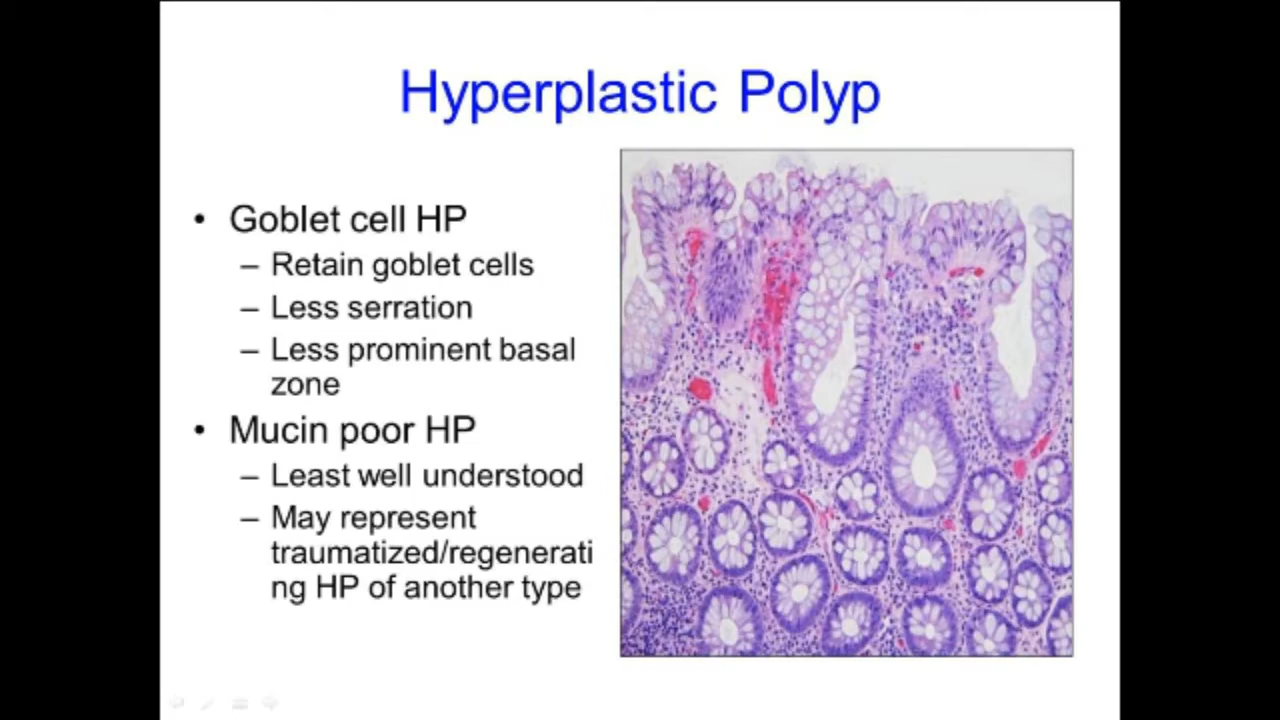 Hyperplastic Polyp
• Goblet cell HP
– Retain goblet cells
– Less serration
– Less prominent basal
zone
• Mucin poor HP
– Least well understood
– May represent
traumatized/regenerati
ng HP of another type